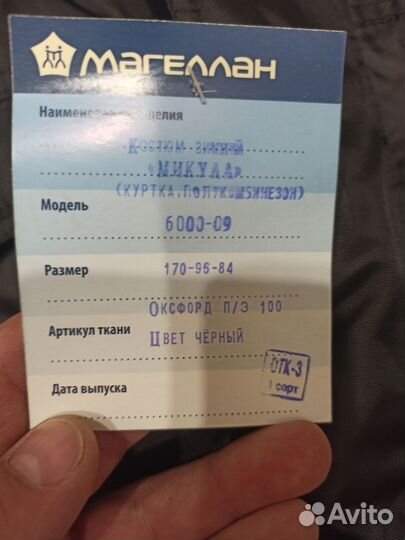 МАГЕЛЛАН
Наименование изделия
КОСТЮМ ЗИМНИЙ
«МИКУЛА»
(КУРТКА, ПОЛУКОМБИНЕЗОН)
Модель
6000-09
Размер 170-96-84
ОКСФОРД П/Э 100
Артикул ткани ЦВЕТ ЧЁРНЫЙ
ОТК-3
1 сорт
Дата выпуска
Avito